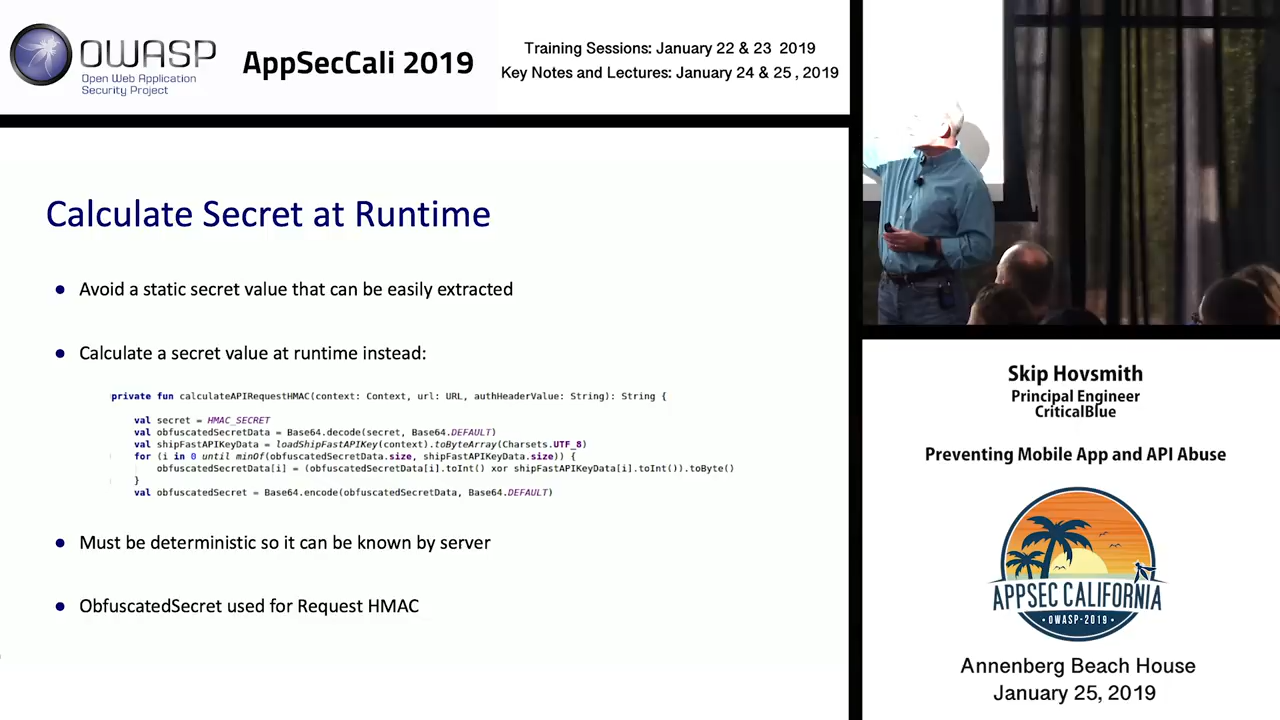 OWASP
Open Web Application
Security Project
AppSecCali 2019
Training Sessions: January 22 & 23 2019
Key Notes and Lectures: January 24 & 25 , 2019
Calculate Secret at Runtime
● Avoid a static secret value that can be easily extracted
● Calculate a secret value at runtime instead:
private fun calculateAPIRequestHMAC(context: Context, url: URL, authHeaderValue: String): String {
val secret = HMAC_SECRET
val obfuscatedSecretData = Base64.decode(secret, Base64.DEFAULT)
val shipFastAPIKeyData = loadShipFastAPIKey(context).toByteArray(Charsets.UTF_8)
for (i in 0 until minOf(obfuscatedSecretData.size, shipFastAPIKeyData.size)) {
obfuscatedSecretData[i] = (obfuscatedSecretData[i].toInt() xor shipFastAPIKeyData[i].toInt()).toByte()
}
val obfuscatedSecret = Base64.encode(obfuscatedSecretData, Base64.DEFAULT)
● Must be deterministic so it can be known by server
● ObfuscatedSecret used for Request HMAC
Skip Hovsmith
Principal Engineer
CriticalBlue
Preventing Mobile App and API Abuse
APPSEC CALIFORNIA
• OWASP-2019 •
Annenberg Beach House
January 25, 2019